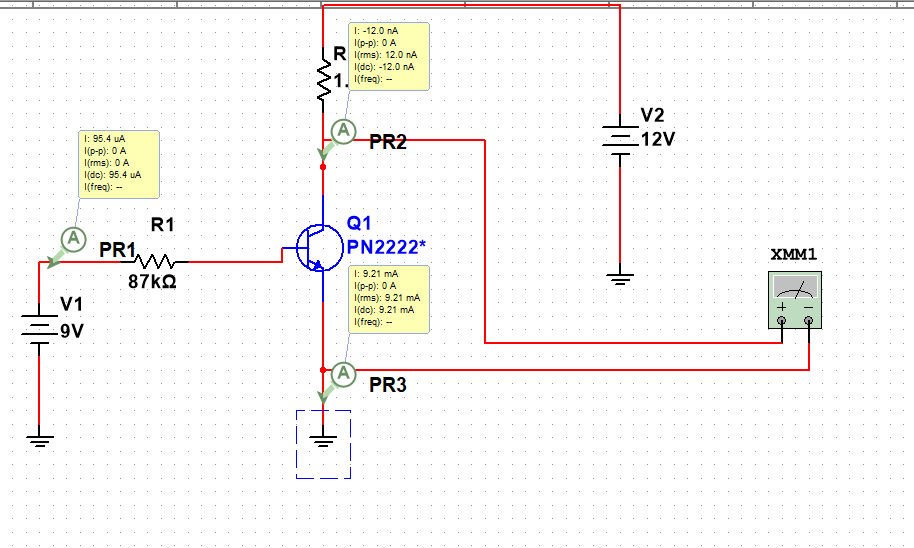 I: -12.0 nA
I(p-p): 0 A
I(rms): 12.0 nA
I(dc): -12.0 nA
I(freq): --
R
1.
PR2
V2
12V
I: 95.4 uA
I(p-p): 0 A
I(rms): 0 A
I(dc): 95.4 uA
I(freq): --
A
A
R1
PR1
87kΩ
Q1
PN2222*
XMM1
+ −
V1
9V
I: 9.21 mA
I(p-p): 0 A
I(rms): 9.21 mA
I(dc): 9.21 mA
I(freq): --
A
PR3